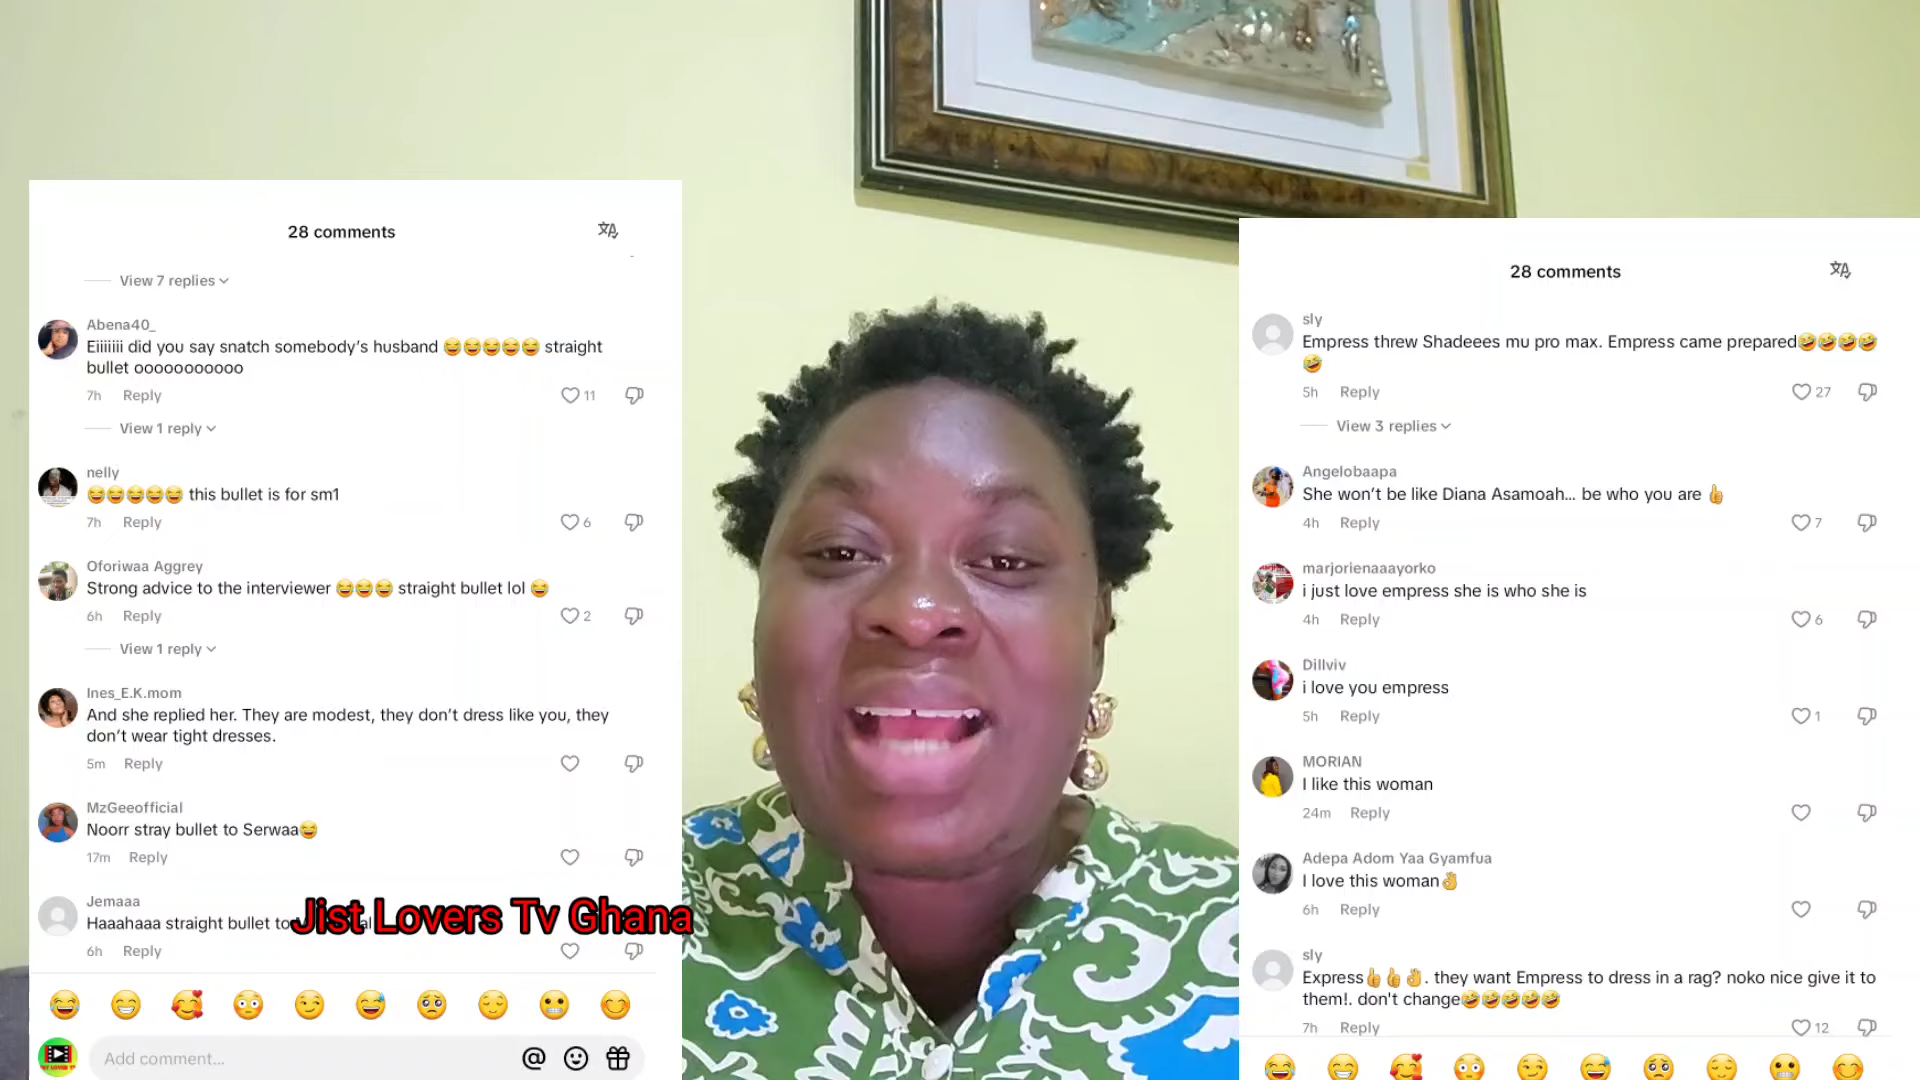 28 comments
View 7 replies
Abena40_
Eiiiiiii did you say snatch somebody's husband 😂😂😂😂😂 straight
bullet ooooooooooo
7h Reply 11
View 1 reply
nelly
😂😂😂😂😂 this bullet is for sm1
7h Reply 6
Oforiwaa Aggrey
Strong advice to the interviewer 😂😂😂 straight bullet lol 😂
6h Reply 2
View 1 reply
Ines_E.K.mom
And she replied her. They are modest, they don't dress like you, they
don't wear tight dresses.
5m Reply
MzGeeofficial
Noorr stray bullet to Serwaa😂
17m Reply
Jemaaa
Haaahaaa straight bullet to
Jist Lovers Tv Ghana
6h Reply
Add comment...
28 comments
sly
Empress threw Shadeees mu pro max. Empress came prepared🤣🤣🤣🤣
🤣
5h Reply 27
View 3 replies
Angelobaapa
She won't be like Diana Asamoah... be who you are 👍
4h Reply 7
marjorienaaayorko
i just love empress she is who she is
4h Reply 6
Dillviv
i love you empress
5h Reply 1
MORIAN
I like this woman
24m Reply
Adepa Adom Yaa Gyamfua
I love this woman👌
6h Reply
sly
Express👍👍👌. they want Empress to dress in a rag? noko nice give it to
them!. don't change🤣🤣🤣🤣🤣
7h Reply 12